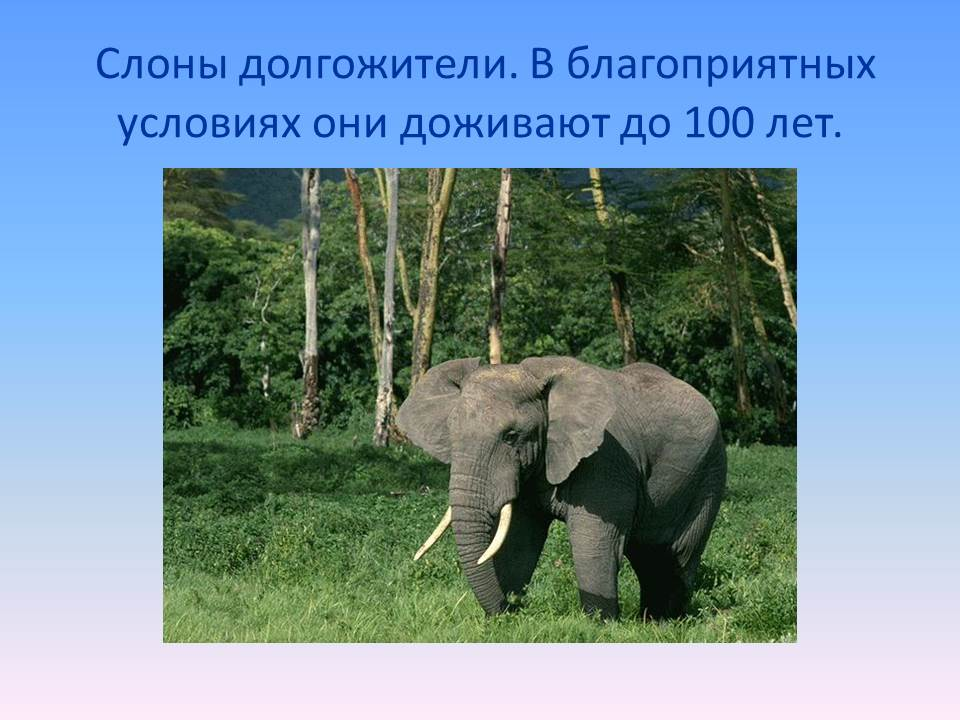 Слоны долгожители. В благоприятных
условиях они доживают до 100 лет.